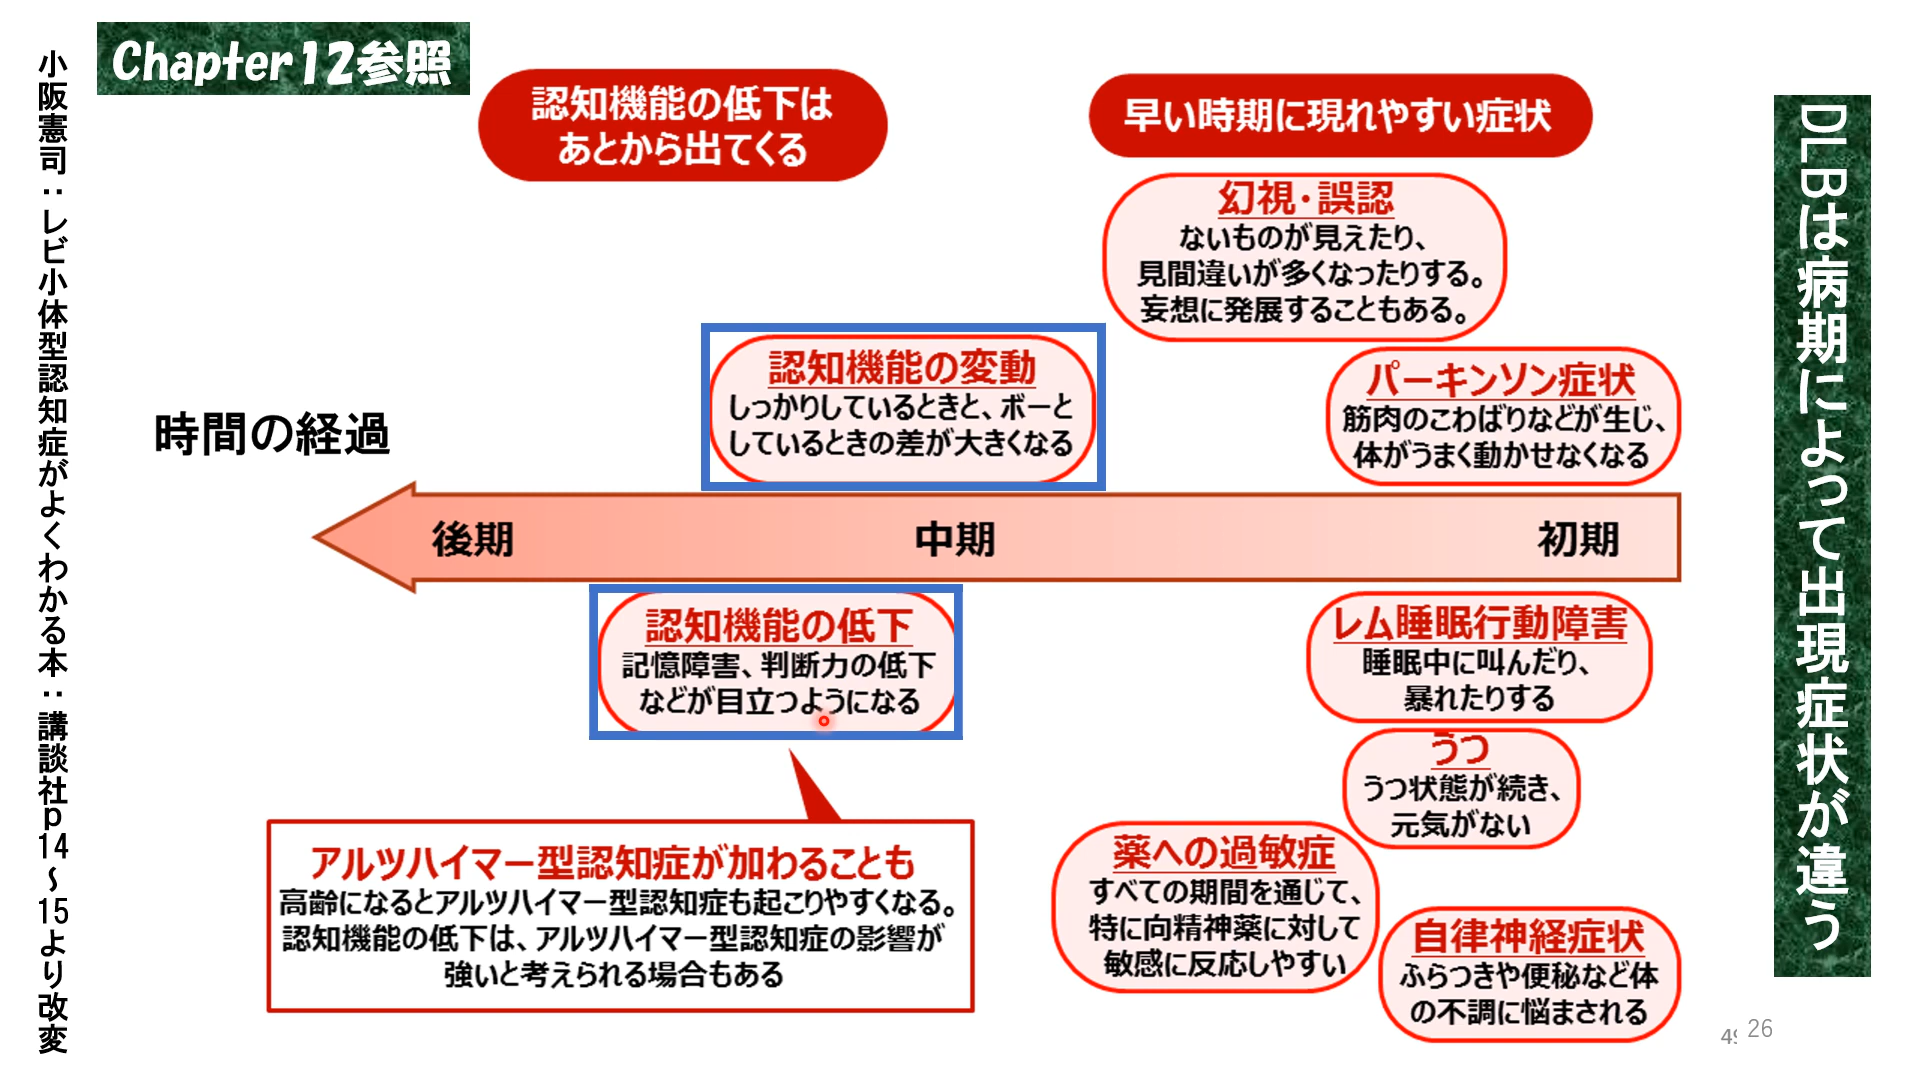 Chapter12参照
DLBは病期によって出現症状が違う
認知機能の低下は
あとから出てくる
早い時期に現れやすい症状
幻視・誤認
ないものが見えたり、
見間違いが多くなったりする。
妄想に発展することもある。
認知機能の変動
しっかりしているときと、ボーと
しているときの差が大きくなる
パーキンソン症状
筋肉のこわばりなどが生じ、
体がうまく動かせなくなる
時間の経過
後期
中期
初期
認知機能の低下
記憶障害、判断力の低下
などが目立つようになる
レム睡眠行動障害
睡眠中に叫んだり、
暴れたりする
うつ
うつ状態が続き、
元気がない
薬への過敏症
すべての期間を通じて、
特に向精神薬に対して
敏感に反応しやすい
自律神経症状
ふらつきや便秘など体
の不調に悩まされる
アルツハイマー型認知症が加わることも
高齢になるとアルツハイマー型認知症も起こりやすくなる。
認知機能の低下は、アルツハイマー型認知症の影響が
強いと考えられる場合もある
小阪憲司：レビ小体型認知症がよくわかる本：講談社p14～15より改変
26